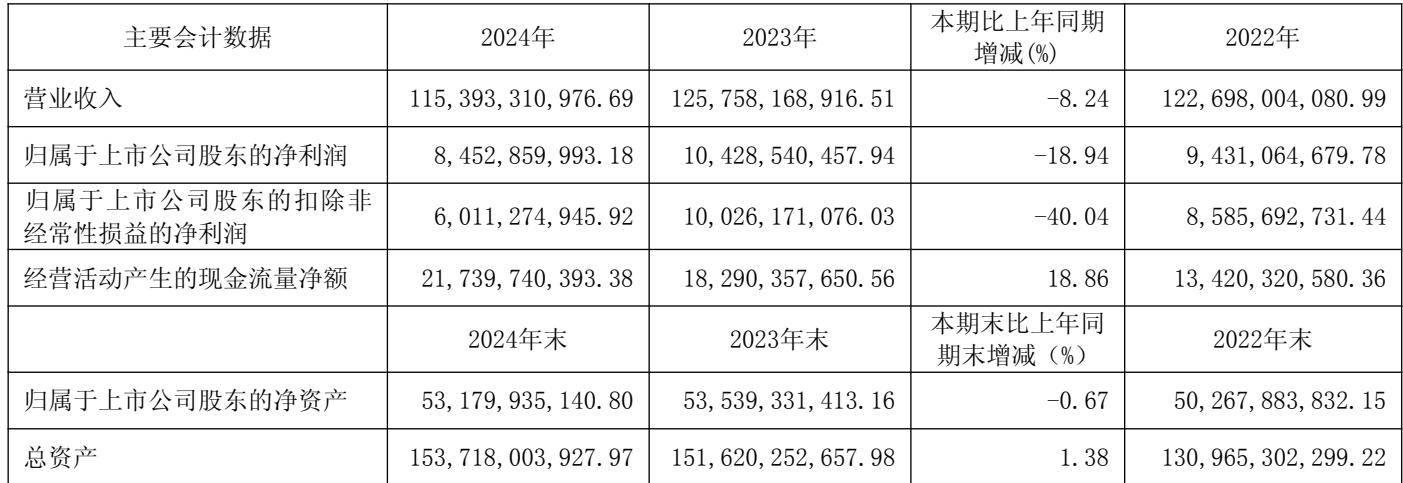 主要会计数据 2024年 2023年 本期比上年同期增减(%) 2022年
营业收入 115,393,310,976.69 125,758,168,916.51 -8.24 122,698,004,080.99
归属于上市公司股东的净利润 8,452,859,993.18 10,428,540,457.94 -18.94 9,431,064,679.78
归属于上市公司股东的扣除非经常性损益的净利润 6,011,274,945.92 10,026,171,076.03 -40.04 8,585,692,731.44
经营活动产生的现金流量净额 21,739,740,393.38 18,290,357,650.56 18.86 13,420,320,580.36
2024年末 2023年末 本期末比上年同期末增减（%） 2022年末
归属于上市公司股东的净资产 53,179,935,140.80 53,539,331,413.16 -0.67 50,267,883,832.15
总资产 153,718,003,927.97 151,620,252,657.98 1.38 130,965,302,299.22